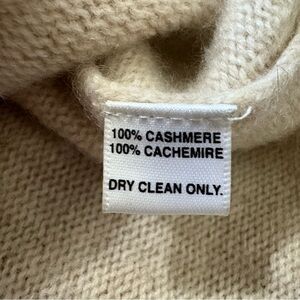 100% CASHMERE
100% CACHEMIRE
DRY CLEAN ONLY.